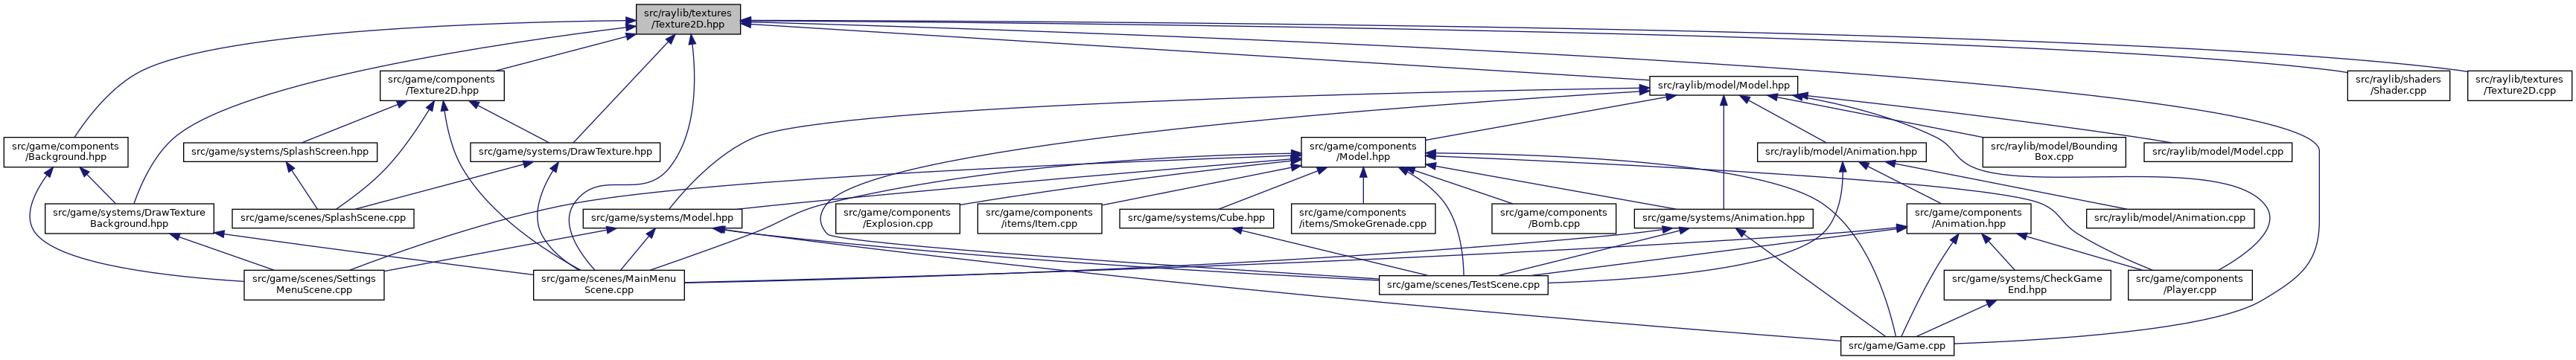 src/raylib/textures
/Texture2D.hpp
src/game/components
/Texture2D.hpp
src/raylib/model/Model.hpp
src/raylib/shaders
/Shader.cpp
src/raylib/textures
/Texture2D.cpp
src/game/components
/Background.hpp
src/game/systems/SplashScreen.hpp
src/game/systems/DrawTexture.hpp
src/game/components
/Model.hpp
src/raylib/model/Animation.hpp
src/raylib/model/Bounding
Box.cpp
src/raylib/model/Model.cpp
src/game/systems/DrawTexture
Background.hpp
src/game/scenes/SplashScene.cpp
src/game/systems/Model.hpp
src/game/components
/Explosion.cpp
src/game/components
/items/Item.cpp
src/game/systems/Cube.hpp
src/game/components
/items/SmokeGrenade.cpp
src/game/components
/Bomb.cpp
src/game/systems/Animation.hpp
src/game/components
/Animation.hpp
src/raylib/model/Animation.cpp
src/game/scenes/Settings
MenuScene.cpp
src/game/scenes/MainMenu
Scene.cpp
src/game/scenes/TestScene.cpp
src/game/systems/CheckGame
End.hpp
src/game/components
/Player.cpp
src/game/Game.cpp